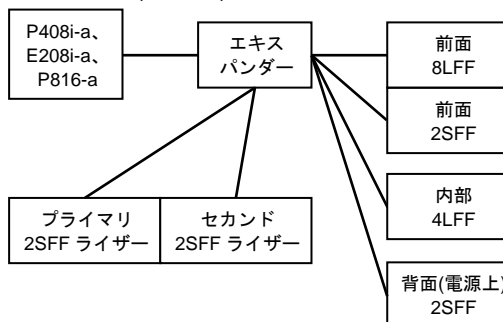 P408i-a、
E208i-a、
P816-a
エキス
パンダー
前面
8LFF
前面
2SFF
内部
4LFF
背面(電源上)
2SFF
プライマリ
2SFF ライザー
セカンド
2SFF ライザー